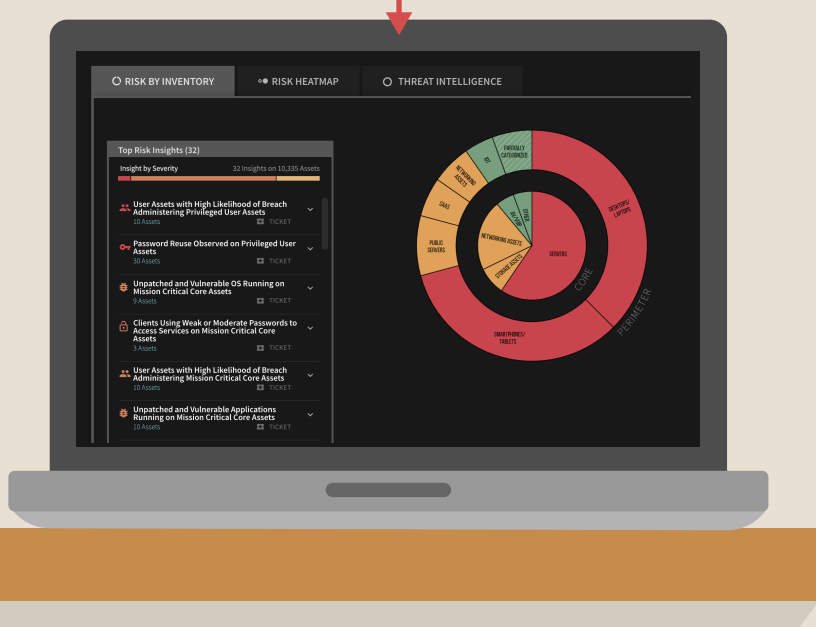 RISK BY INVENTORY
RISK HEATMAP
THREAT INTELLIGENCE
Top Risk Insights (32)
Insight by Severity
32 Insights on 10,335 Assets
User Assets with High Likelihood of Breach
Administering Privileged User Assets
10 Assets
TICKET
Password Reuse Observed on Privileged User
Assets
30 Assets
TICKET
Unpatched and Vulnerable OS Running on
Mission Critical Core Assets
9 Assets
TICKET
Clients Using Weak or Moderate Passwords to
Access Services on Mission Critical Core
Assets
3 Assets
TICKET
User Assets with High Likelihood of Breach
Administering Mission Critical Core Assets
10 Assets
TICKET
Unpatched and Vulnerable Applications
Running on Mission Critical Core Assets
10 Assets
TICKET
PARTIALLY
CATEGORIZED
IOT
NETWORKING
ASSETS
SAAS
PUBLIC
SERVERS
DESKTOPS/
LAPTOPS
SMARTPHONES/
TABLETS
OTHER
NETWORKING ASSETS
STORAGE ASSETS
SERVERS
CORE
PERIMETER